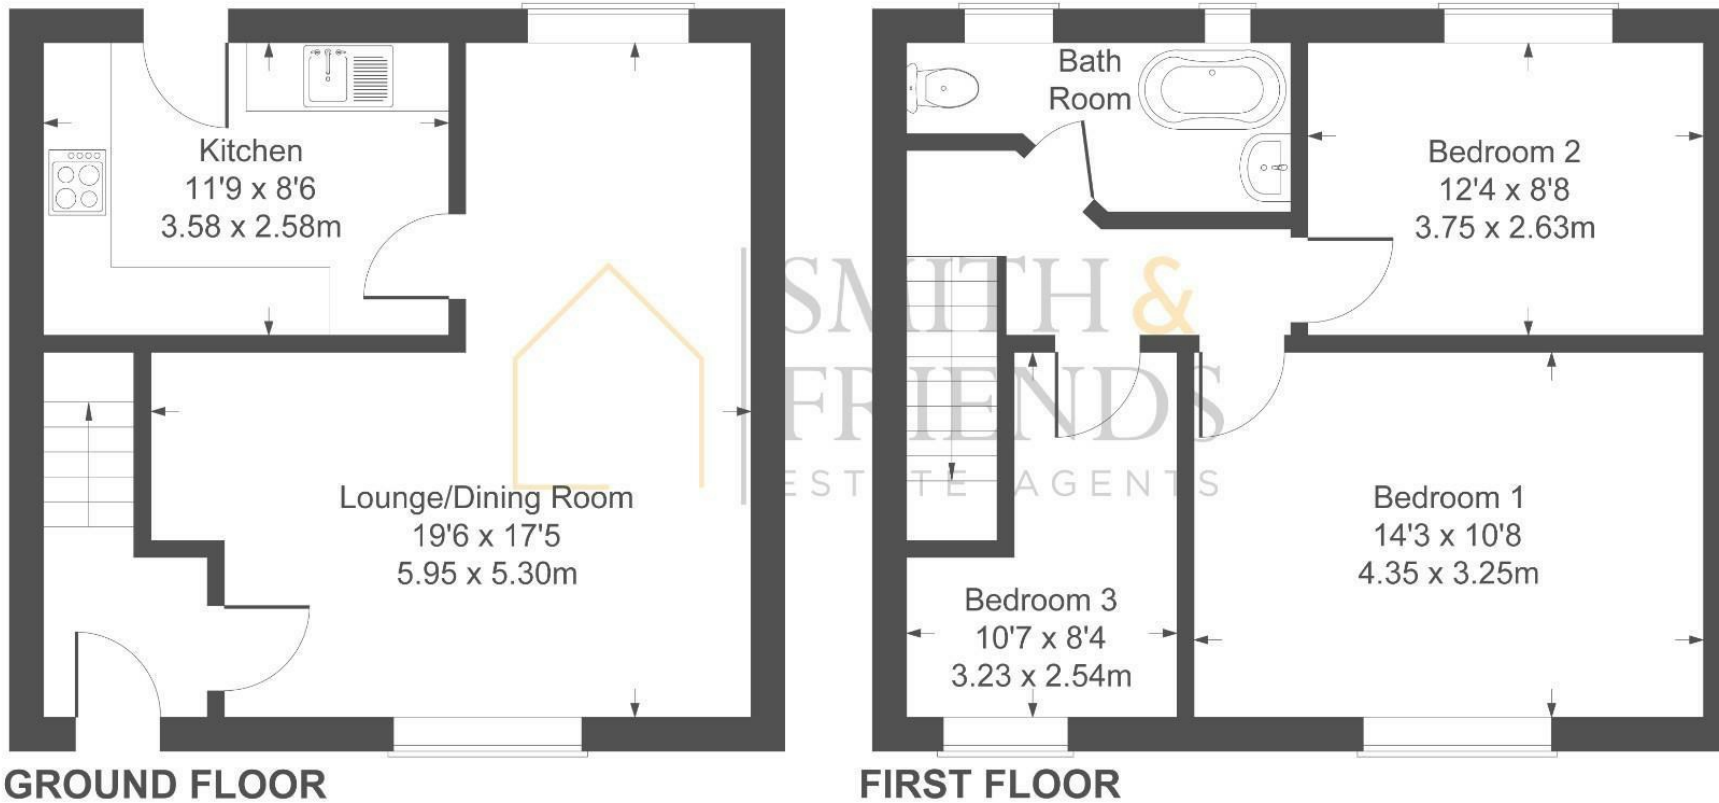 Kitchen
11'9 x 8'6
3.58 x 2.58m
Lounge/Dining Room
19'6 x 17'5
5.95 x 5.30m
GROUND FLOOR
Bath
Room
Bedroom 2
12'4 x 8'8
3.75 x 2.63m
Bedroom 1
14'3 x 10'8
4.35 x 3.25m
Bedroom 3
10'7 x 8'4
3.23 x 2.54m
FIRST FLOOR
SMITH &
FRIENDS
ESTATE AGENTS